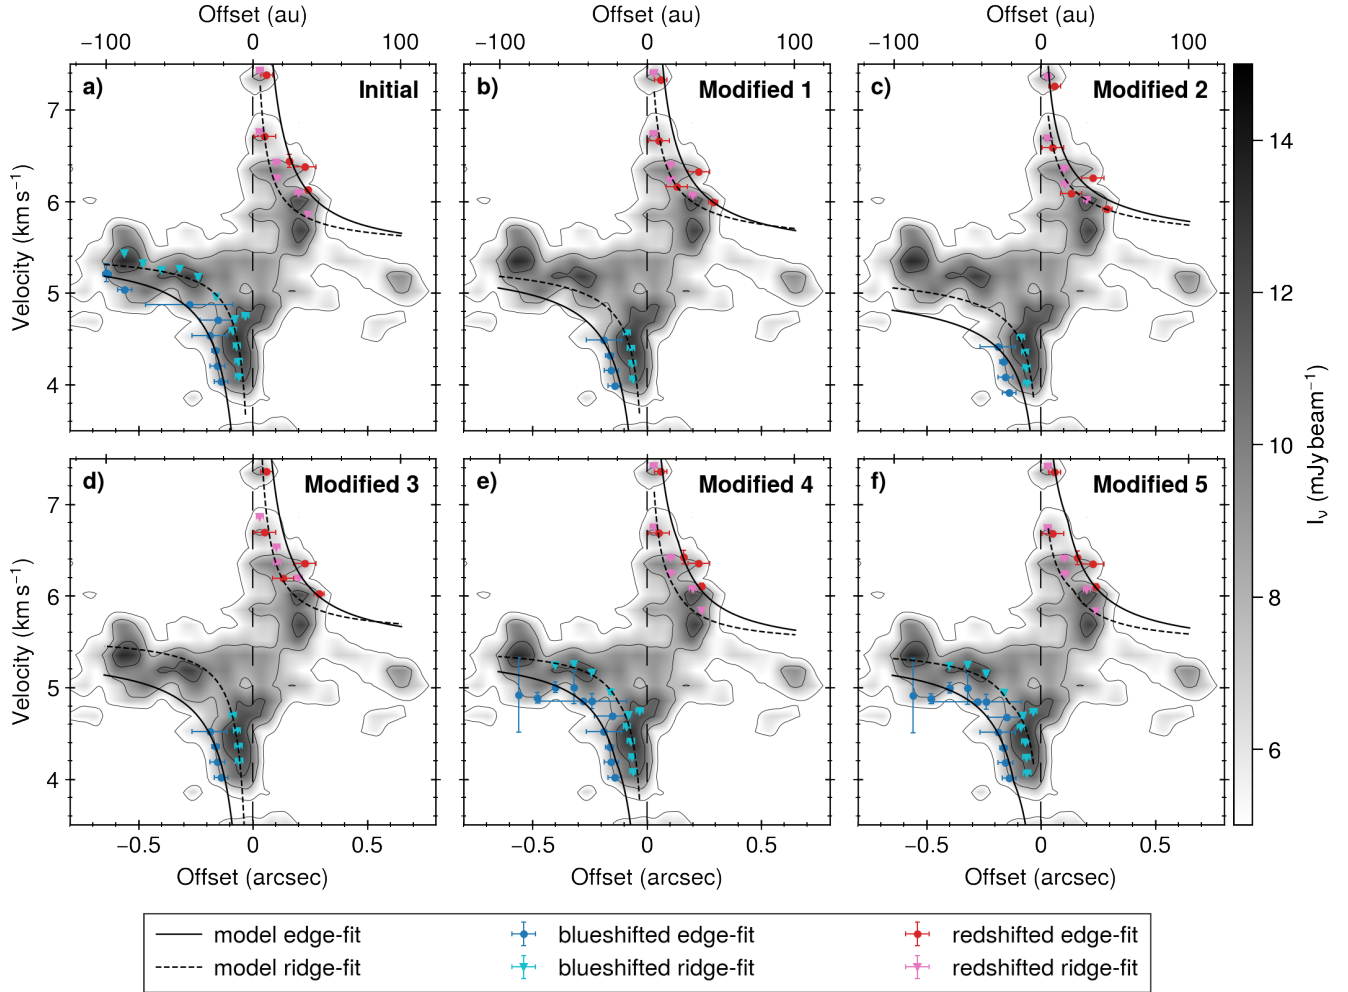 Offset (au) Offset (au) Offset (au)
−100 0 100 −100 0 100 −100 0 100
a) Initial b) Modified 1 c) Modified 2
7
6
5
4
Velocity (km s⁻¹)
d) Modified 3 e) Modified 4 f) Modified 5
7
6
5
4
Velocity (km s⁻¹)
−0.5 0 0.5 −0.5 0 0.5 −0.5 0 0.5
Offset (arcsec) Offset (arcsec) Offset (arcsec)
14
12
10
8
6
Iν (mJy beam⁻¹)
model edge-fit blueshifted edge-fit redshifted edge-fit
model ridge-fit blueshifted ridge-fit redshifted ridge-fit